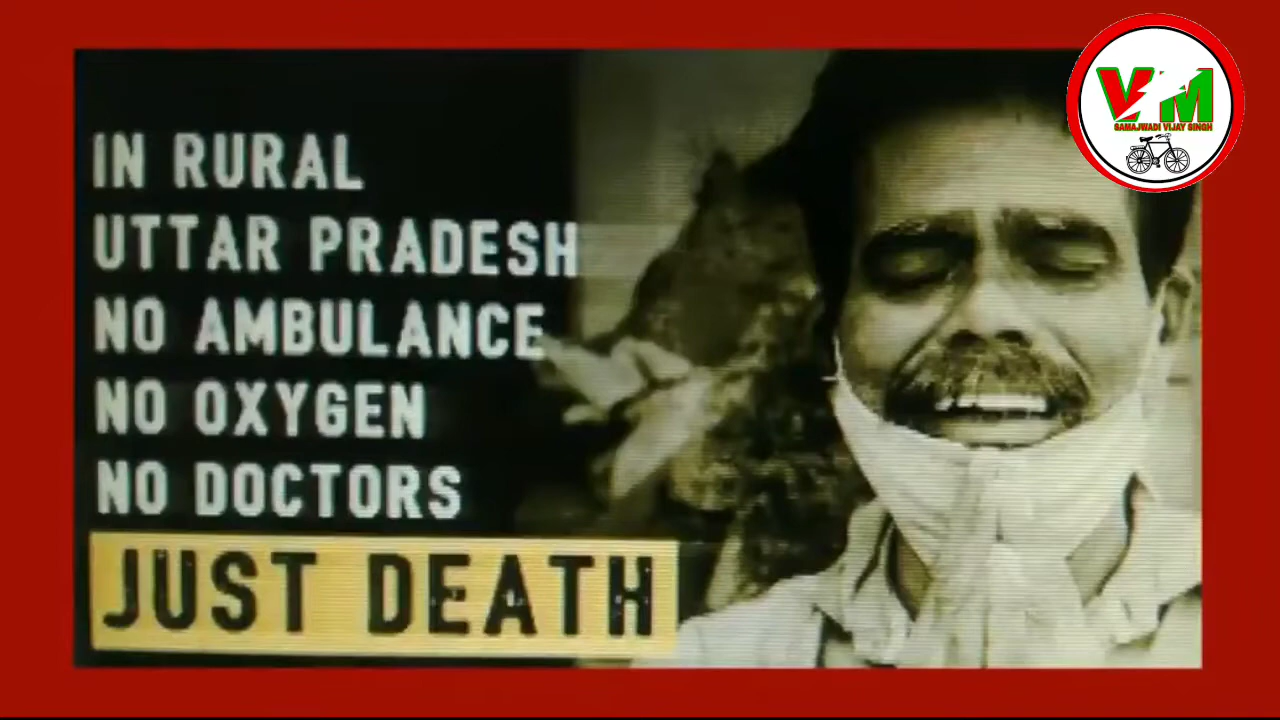 IN RURAL
UTTAR PRADESH
NO AMBULANCE
NO OXYGEN
NO DOCTORS
JUST DEATH
VM
SAMAJWADI VIJAY SINGH